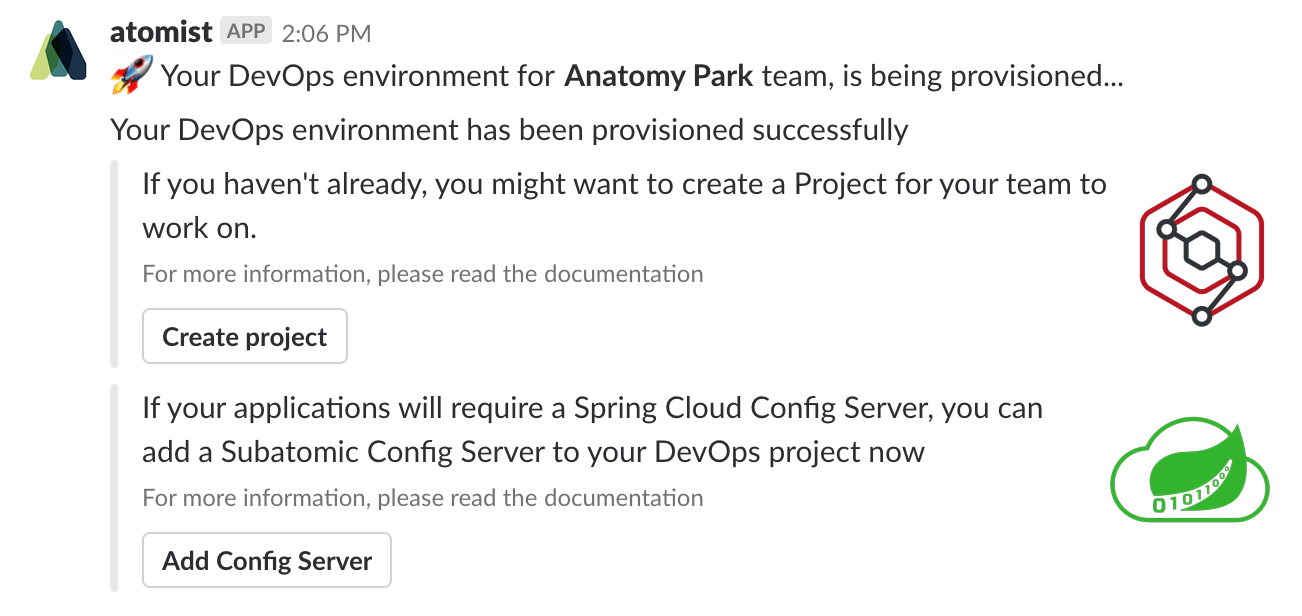 atomist APP 2:06 PM
🚀 Your DevOps environment for Anatomy Park team, is being provisioned...
Your DevOps environment has been provisioned successfully
If you haven't already, you might want to create a Project for your team to
work on.
For more information, please read the documentation
Create project
If your applications will require a Spring Cloud Config Server, you can
add a Subatomic Config Server to your DevOps project now
For more information, please read the documentation
01011000
Add Config Server